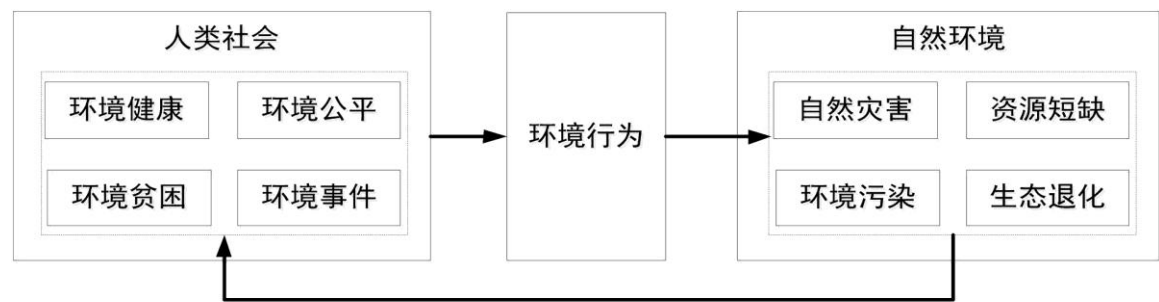 人类社会
环境健康
环境公平
环境贫困
环境事件
环境行为
自然环境
自然灾害
资源短缺
环境污染
生态退化